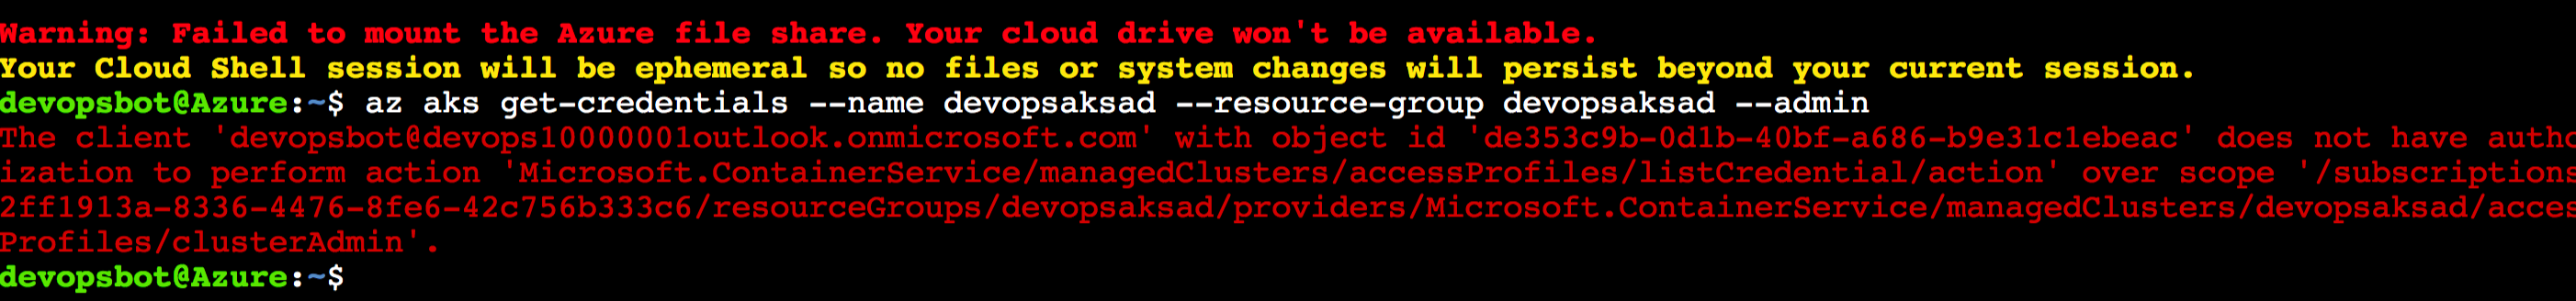 Warning: Failed to mount the Azure file share. Your cloud drive won't be available.
Your Cloud Shell session will be ephemeral so no files or system changes will persist beyond your current session.
devopsbot@Azure:~$ az aks get-credentials --name devopsaksad --resource-group devopsaksad --admin
The client 'devopsbot@devops10000001outlook.onmicrosoft.com' with object id 'de353c9b-0d1b-40bf-a686-b9e31c1ebeac' does not have autho
ization to perform action 'Microsoft.ContainerService/managedClusters/accessProfiles/listCredential/action' over scope '/subscriptions
2ff1913a-8336-4476-8fe6-42c756b333c6/resourceGroups/devopsaksad/providers/Microsoft.ContainerService/managedClusters/devopsaksad/acces
Profiles/clusterAdmin'.
devopsbot@Azure:~$